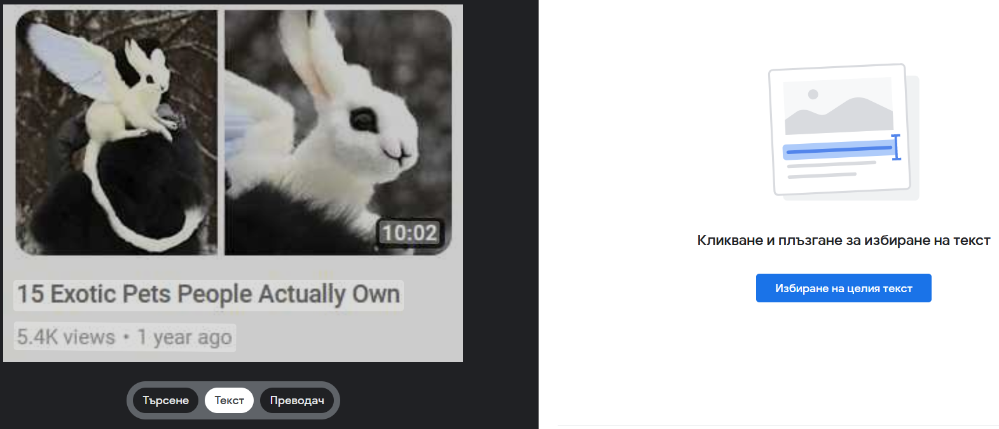 10:02
15 Exotic Pets People Actually Own
5.4K views • 1 year ago
Търсене
Текст
Преводач
Кликване и плъзгане за избиране на текст
Избиране на целия текст